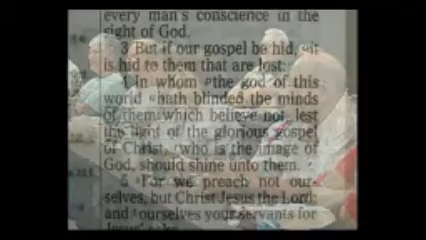 every man's conscience in the
sight of God.
3 But if our gospel be hid, it
is hid to them that are lost:
4 In whom the god of this
world hath blinded the minds
of them which believe not, lest
the light of the glorious gospel
of Christ, who is the image of
God, should shine unto them.
5 For we preach not our-
selves, but Christ Jesus the Lord;
and ourselves your servants for
Jesus' sake.